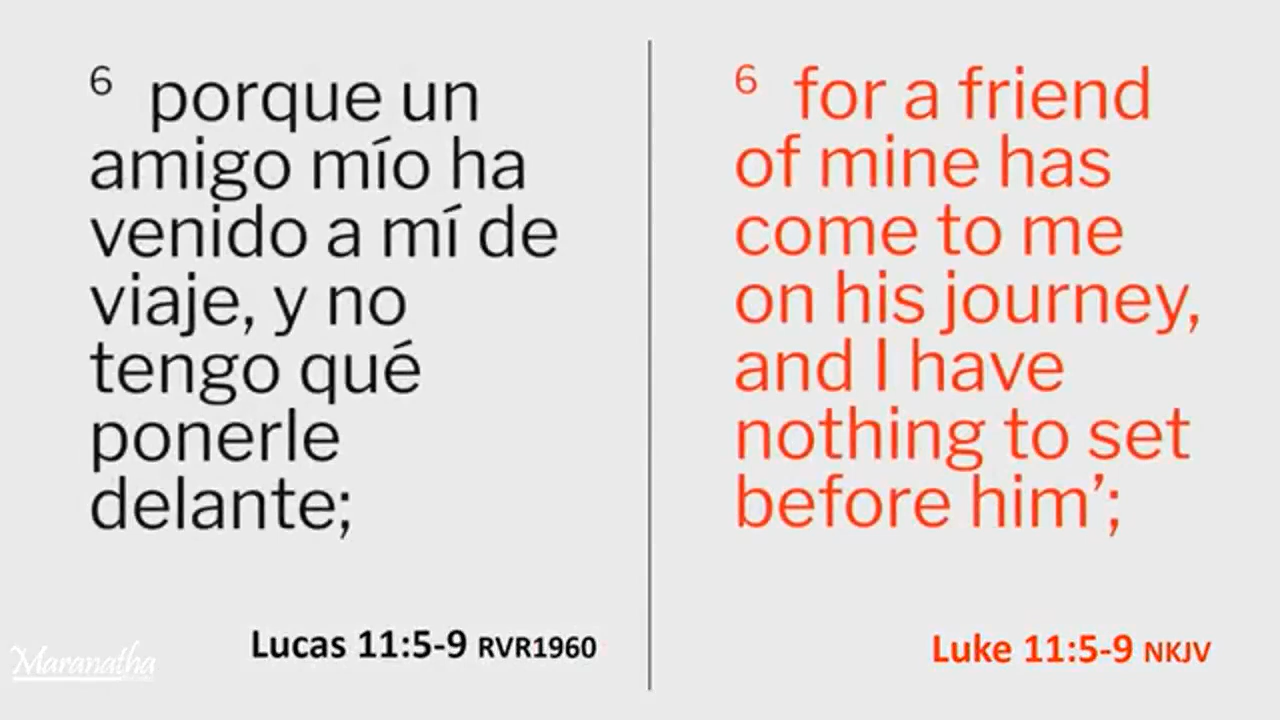 6 porque un
amigo mío ha
venido a mí de
viaje, y no
tengo qué
ponerle
delante;
Lucas 11:5-9 RVR1960
6 for a friend
of mine has
come to me
on his journey,
and I have
nothing to set
before him’;
Luke 11:5-9 NKJV
Maranatha